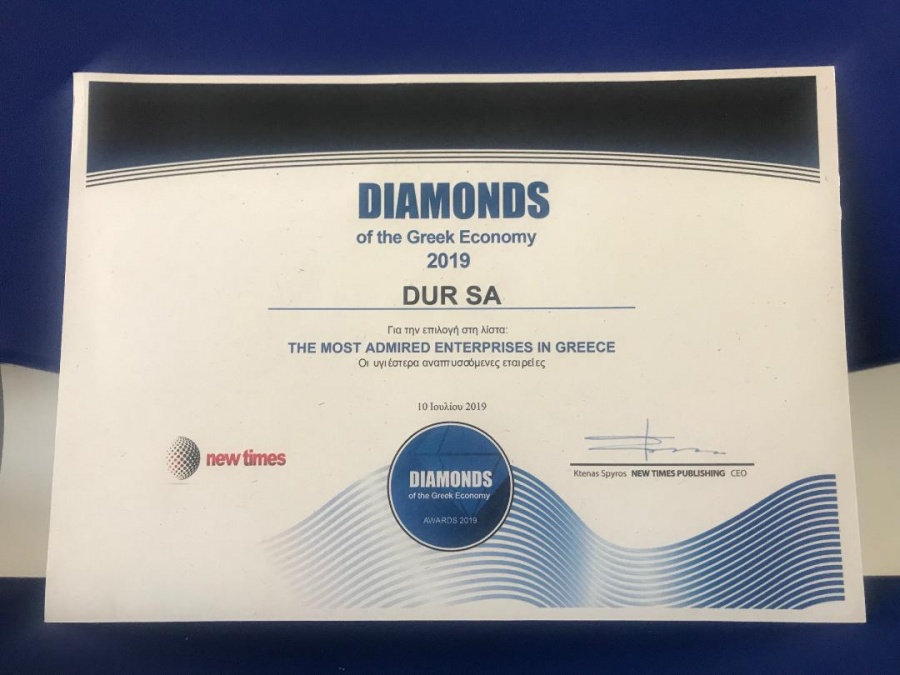 DIAMONDS
of the Greek Economy
2019
DUR SA
Για την επιλογή στη λίστα:
THE MOST ADMIRED ENTERPRISES IN GREECE
Οι υγιέστερα αναπτυσσόμενες εταιρείες
10 Ιουλίου 2019
new times
DIAMONDS
of the Greek Economy
AWARDS 2019
Ktenas Spyros NEW TIMES PUBLISHING CEO